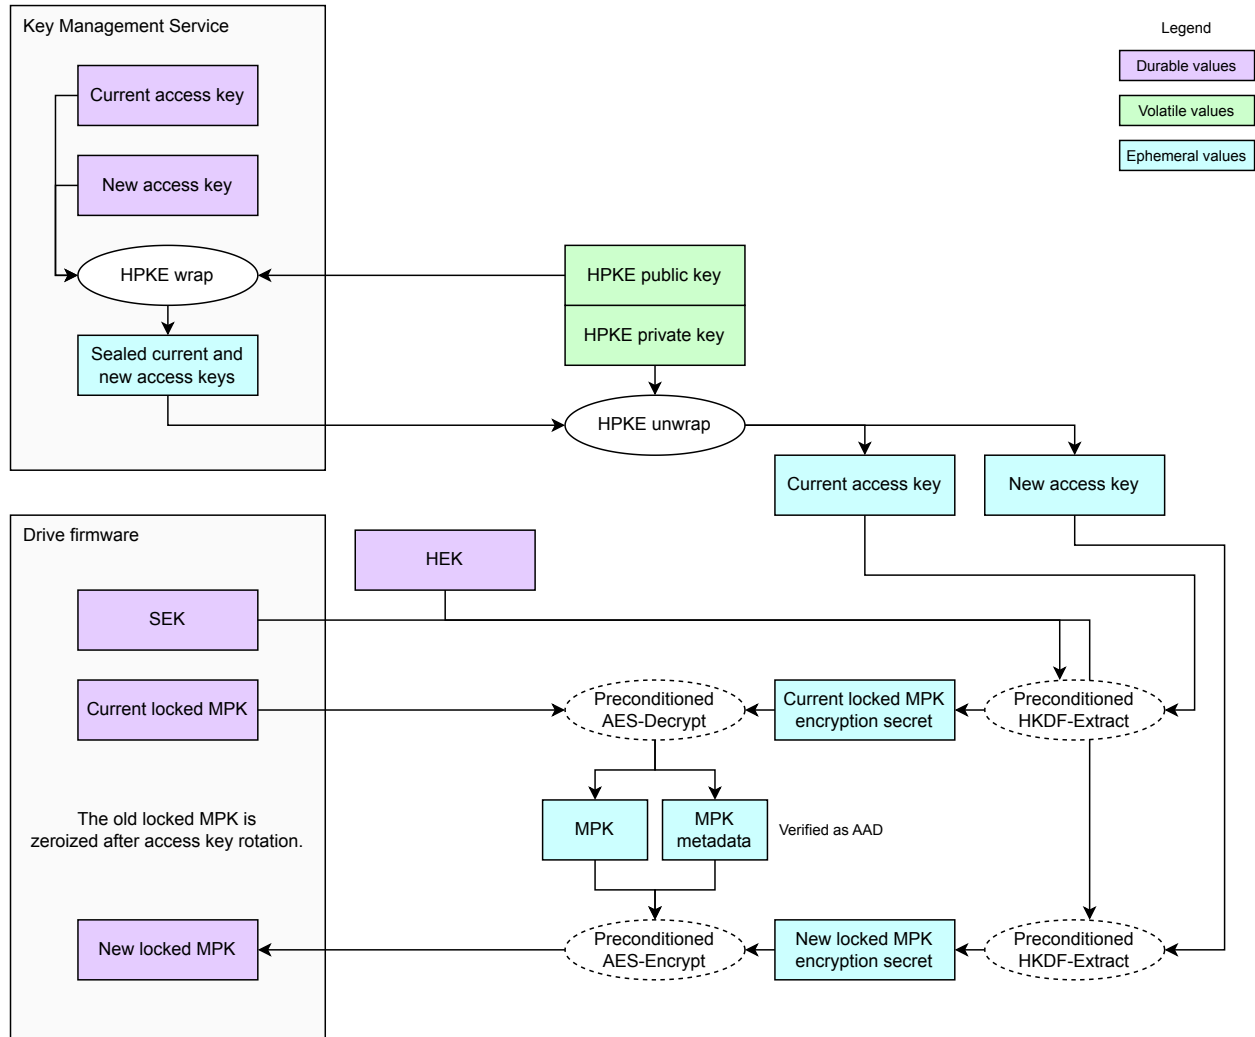 Key Management Service
Legend
Durable values
Current access key
Volatile values
Ephemeral values
New access key
HPKE wrap
HPKE public key
HPKE private key
Sealed current and
new access keys
HPKE unwrap
Current access key
New access key
Drive firmware
HEK
SEK
Current locked MPK
Preconditioned
AES-Decrypt
Current locked MPK
encryption secret
Preconditioned
HKDF-Extract
The old locked MPK is
zeroized after access key rotation.
MPK
MPK
metadata
Verified as AAD
New locked MPK
Preconditioned
AES-Encrypt
New locked MPK
encryption secret
Preconditioned
HKDF-Extract